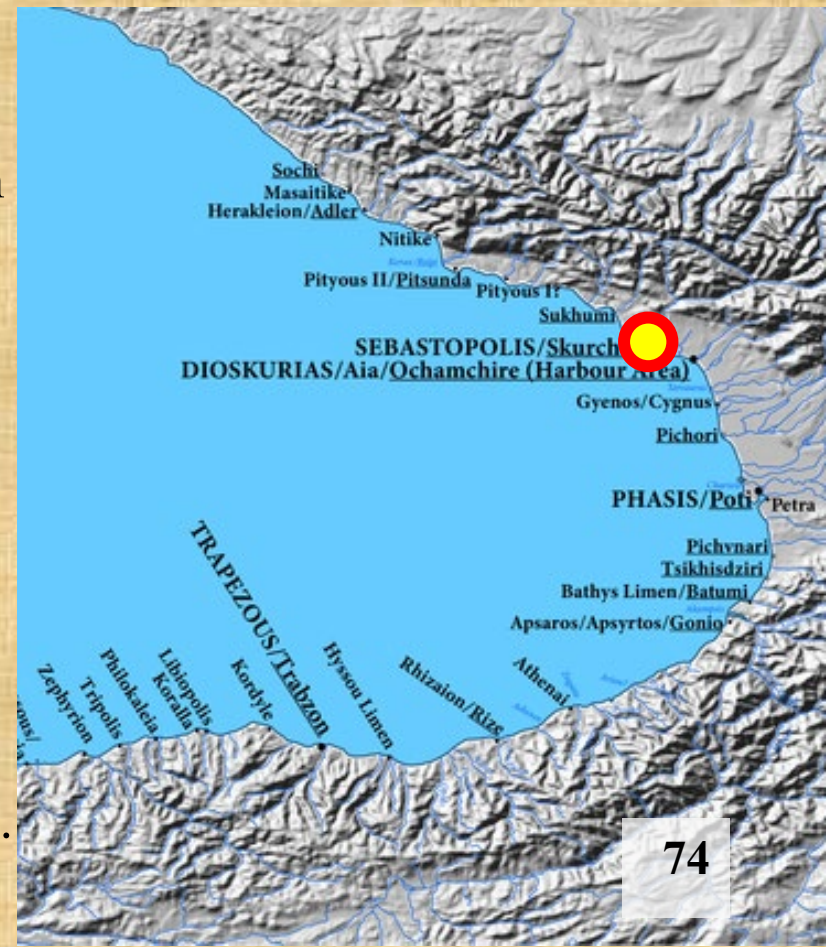 Sochi
Masaitike
Herakleion/Adler
Nitike
Pityous II/Pitsunda
Pityous I?
Sukhumi
SEBASTOPOLIS/Skurch
DIOSKURIAS/Aia/Ochamchire (Harbour Area)
Gyenos/Cygnus
Pichori
PHASIS/Poti
Petra
Pichvnari
Tsikhisdziri
Bathys Limen/Batumi
Apsaros/Apsyrtos/Gonio
Athenai
Rhizaion/Rize
Hyssou Limen
TRAPEZOUS/Trabzon
Kordyle
Koralla
Libiopolis
Philokaleia
Tripolis
Zephyrion
74